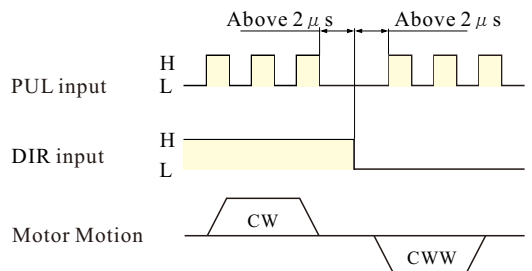 Above 2 μ s Above 2 μ s
H
PUL input L
H
DIR input
L
CW
Motor Motion
CWW